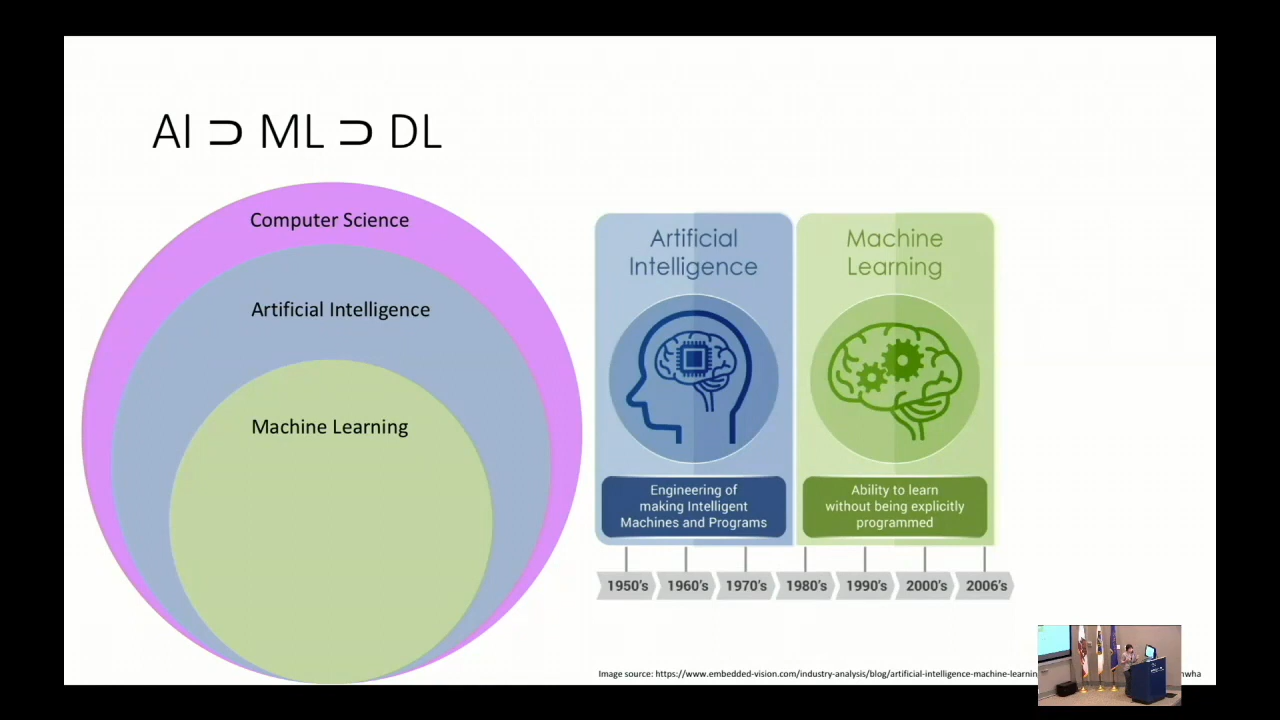 AI ⊃ ML ⊃ DL
Computer Science
Artificial Intelligence
Machine Learning
Artificial
Intelligence
Engineering of
making Intelligent
Machines and Programs
Machine
Learning
Ability to learn
without being explicitly
programmed
1950's 1960's 1970's 1980's 1990's 2000's 2006's
Image source: https://www.embedded-vision.com/industry-analysis/blog/artificial-intelligence-machine-learnin